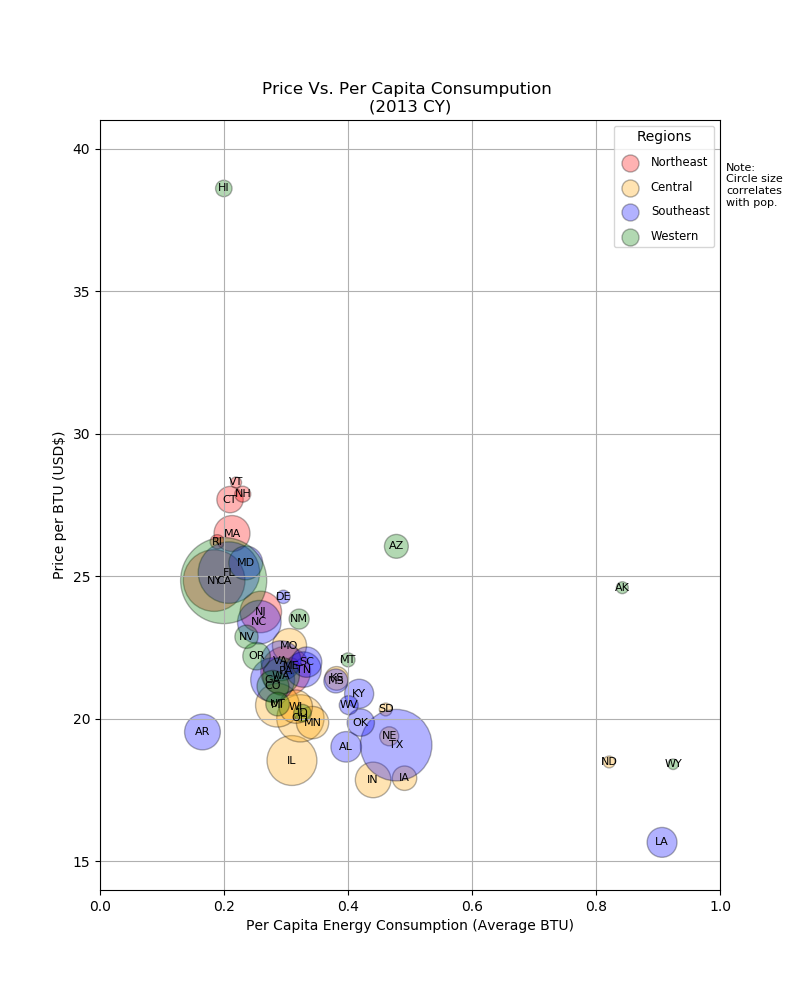 Price Vs. Per Capita Consumpution
(2013 CY)
Regions
Northeast
Central
Southeast
Western
Note:
Circle size
correlates
with pop.
Price per BTU (USD$)
40
35
30
25
20
15
HI
VT
NH
CT
MA
RI
AZ
MD
FL
NY
CA
AK
DE
NJ
NC
NM
NV
MO
OR
VA
SC
MT
TN
WA
GA
CO
KS
MS
KY
UT
WV
WI
ID
SD
OH
MN
OK
AR
NE
TX
AL
IL
ND
WY
IN
IA
LA
0.0
0.2
0.4
0.6
0.8
1.0
Per Capita Energy Consumption (Average BTU)